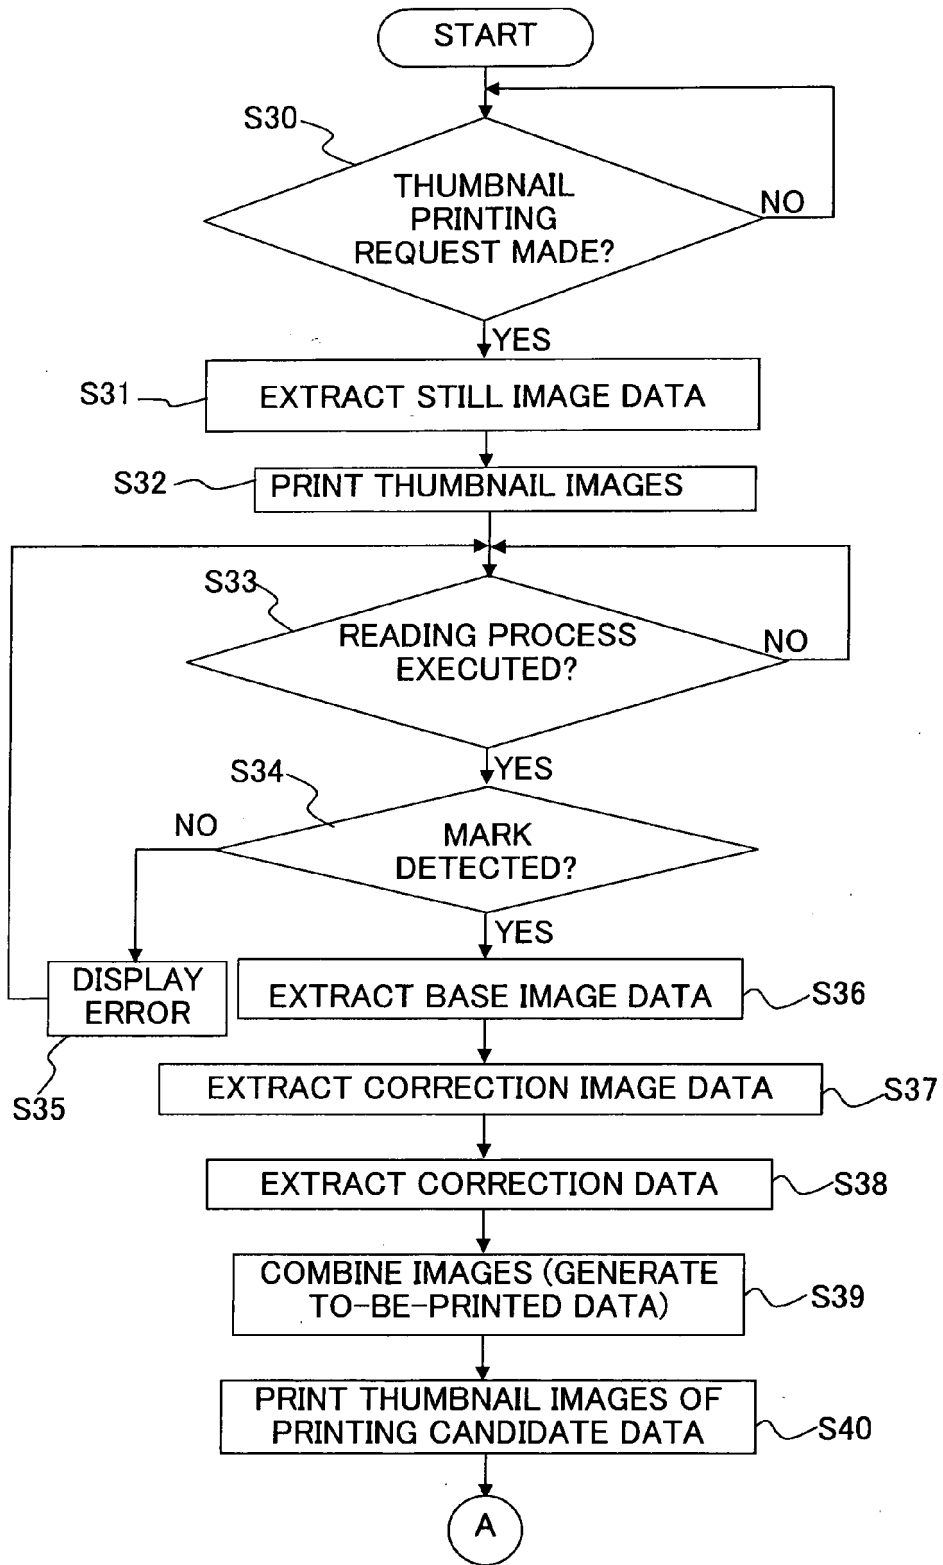 START
S30
THUMBNAIL
PRINTING
REQUEST MADE?
NO
YES
S31
EXTRACT STILL IMAGE DATA
S32
PRINT THUMBNAIL IMAGES
S33
READING PROCESS
EXECUTED?
NO
YES
S34
NO
MARK
DETECTED?
YES
DISPLAY
ERROR
S35
EXTRACT BASE IMAGE DATA
S36
EXTRACT CORRECTION IMAGE DATA
S37
EXTRACT CORRECTION DATA
S38
COMBINE IMAGES (GENERATE
TO-BE-PRINTED DATA)
S39
PRINT THUMBNAIL IMAGES OF
PRINTING CANDIDATE DATA
S40
A